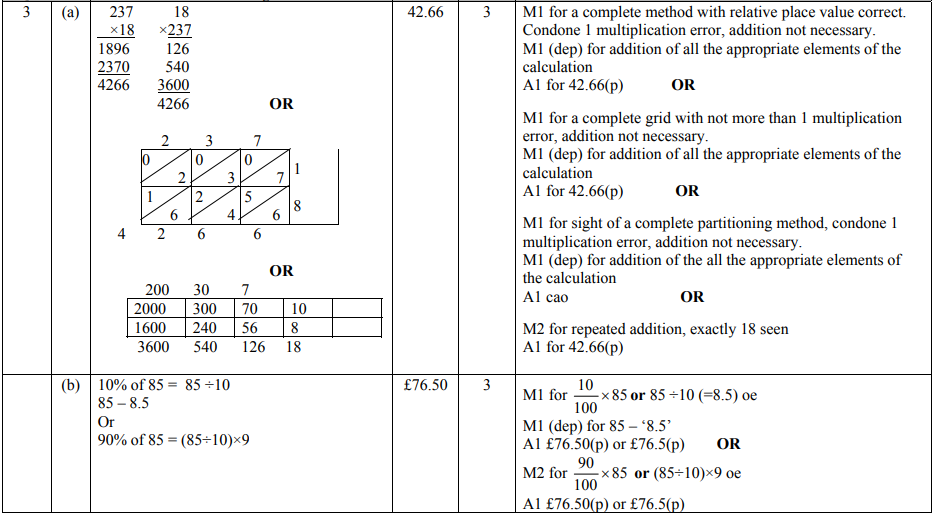 3 (a) 237 18 42.66 3 M1 for a complete method with relative place value correct.
×18 ×237 Condone 1 multiplication error, addition not necessary.
1896 126 M1 (dep) for addition of all the appropriate elements of the
2370 540 calculation
4266 3600 A1 for 42.66(p) OR
4266 OR
M1 for a complete grid with not more than 1 multiplication
error, addition not necessary.
2 3 7
0 0 0 1
2 3 7
1 2 5 8
6 4 6
4 2 6 6
M1 (dep) for addition of all the appropriate elements of the
calculation
A1 for 42.66(p) OR
M1 for sight of a complete partitioning method, condone 1
multiplication error, addition not necessary.
M1 (dep) for addition of the all the appropriate elements of
the calculation
A1 cao OR
OR
200 30 7
2000 300 70 10
1600 240 56 8
3600 540 126 18
M2 for repeated addition, exactly 18 seen
A1 for 42.66(p)
(b) 10% of 85 = 85 ÷10 £76.50 3
85 – 8.5
Or
90% of 85 = (85÷10)×9
M1 for 10/100 ×85 or 85 ÷10 (=8.5) oe
M1 (dep) for 85 – ‘8.5’
A1 £76.50(p) or £76.5(p) OR
M2 for 90/100 ×85 or (85÷10)×9 oe
A1 £76.50(p) or £76.5(p)